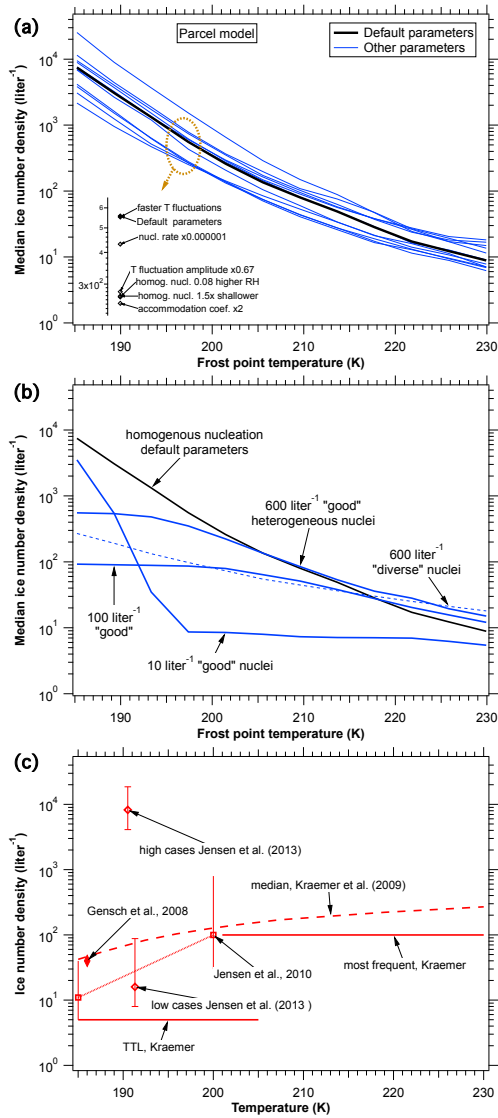 (a)
Parcel model
Default parameters
Other parameters
Median ice number density (liter⁻¹)
10⁴
10³
10²
10¹
10⁰
6
5
4
3x10²
faster T fluctuations
Default parameters
nucl. rate x0.000001
T fluctuation amplitude x0.67
homog. nucl. 0.08 higher RH
homog. nucl. 1.5x shallower
accommodation coef. x2
190 200 210 220 230
Frost point temperature (K)
(b)
Median ice number density (liter⁻¹)
10⁴
10³
10²
10¹
10⁰
homogenous nucleation
default parameters
600 liter⁻¹ "good"
heterogeneous nuclei
600 liter⁻¹
"diverse" nuclei
100 liter⁻¹
"good"
10 liter⁻¹ "good" nuclei
190 200 210 220 230
Frost point temperature (K)
(c)
Ice number density (liter⁻¹)
10⁴
10³
10²
10¹
10⁰
high cases Jensen et al. (2013)
median, Kraemer et al. (2009)
Gensch et al., 2008
Jensen et al., 2010
most frequent, Kraemer
low cases Jensen et al. (2013 )
TTL, Kraemer
190 200 210 220 230
Temperature (K)